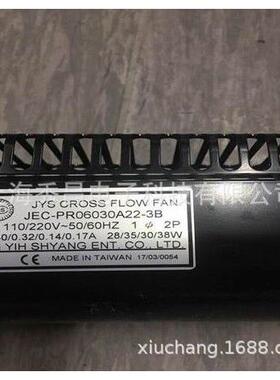 JYS CROSS FLOW FAN
JEC-PR06030A22-3B
110/220V~50/60HZ 1 ϕ 2P
0/0.32/0.14/0.17A 28/35/30/38W
YIH SHYANG ENT. CO., LTD
MADE IN TAIWAN 17/03/0054
xiuchang.1688.c